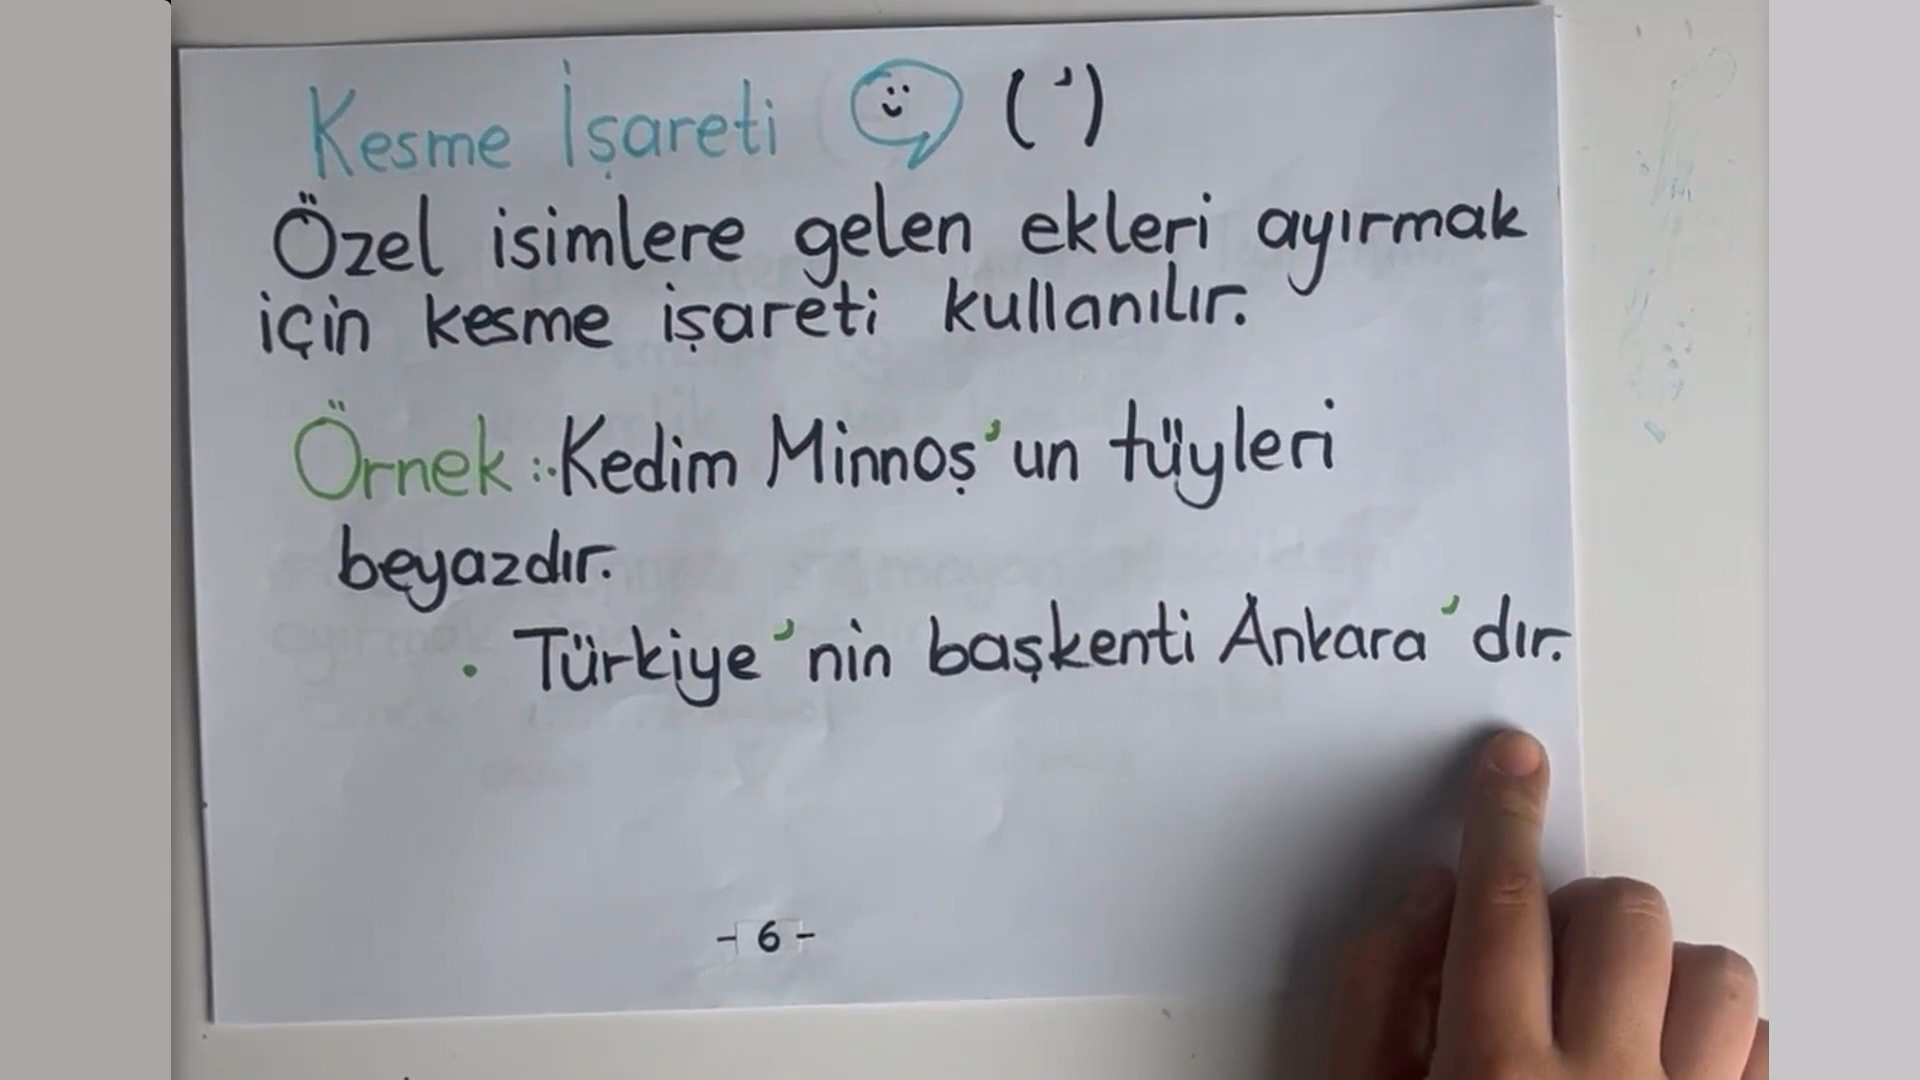 Kesme İşareti (')
Özel isimlere gelen ekleri ayırmak
için kesme işareti kullanılır.
Örnek :·Kedim Minnoş'un tüyleri
beyazdır.
· Türkiye'nin başkenti Ankara'dır.
- 6 -